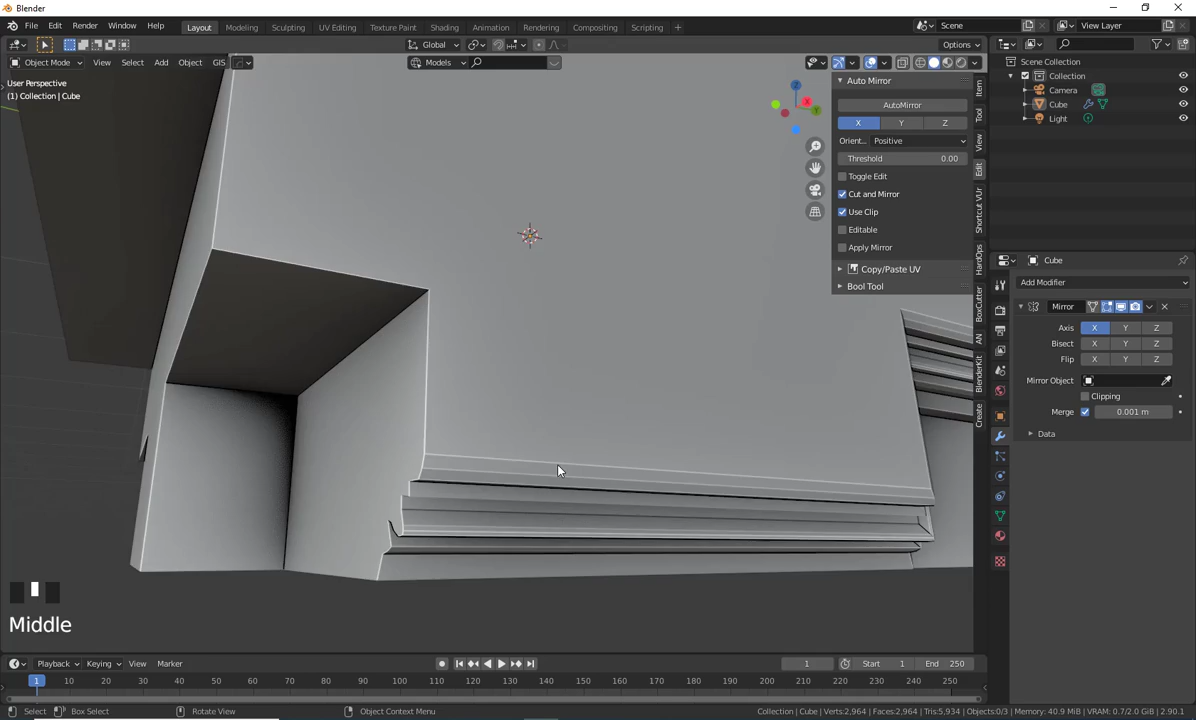 Blender
File Edit Render Window Help
Layout Modeling Sculpting UV Editing Texture Paint Shading Animation Rendering Compositing Scripting +
Scene
View Layer
Global
Options
Object Mode View Select Add Object GIS
Models
User Perspective
(1) Collection | Cube
Scene Collection
Collection
Camera
Cube
Light
Auto Mirror
AutoMirror
X Y Z
Orient... Positive
Threshold 0.00
Toggle Edit
Cut and Mirror
Use Clip
Editable
Apply Mirror
Copy/Paste UV
Bool Tool
Item
Tool
View
Edit
Shortcut VUr
HardOps
BoxCutter
AN
BlenderKit
Create
X
Y
Z
Cube
Add Modifier
Mirror
Axis X Y Z
Bisect X Y Z
Flip X Y Z
Mirror Object
Clipping
Merge 0.001 m
Data
Middle
Playback Keying View Marker
1
Start 1
End 250
1 10 20 30 40 50 60 70 80 90 100 110 120 130 140 150 160 170 180 190 200 210 220 230 240 250
Select Box Select Rotate View Object Context Menu
Collection | Cube | Verts:2,964 | Faces:2,964 | Tris:5,934 | Objects:0/3 | Memory: 40.9 MiB | VRAM: 0.7/2.0 GiB | 2.90.1